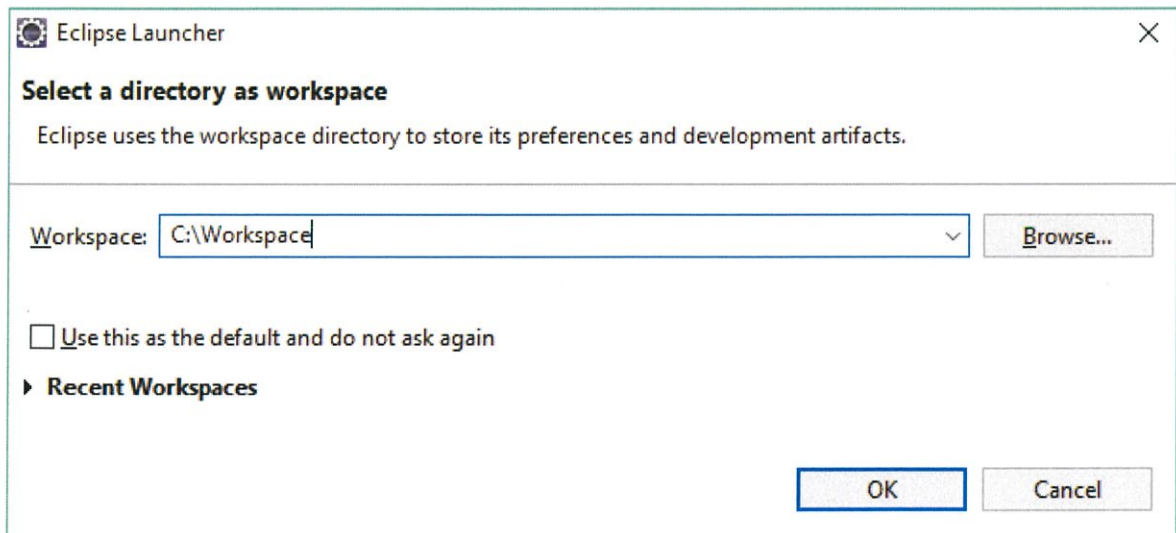 Eclipse Launcher
Select a directory as workspace
Eclipse uses the workspace directory to store its preferences and development artifacts.
Workspace: C:\Workspace Browse...
Use this as the default and do not ask again
Recent Workspaces
OK Cancel